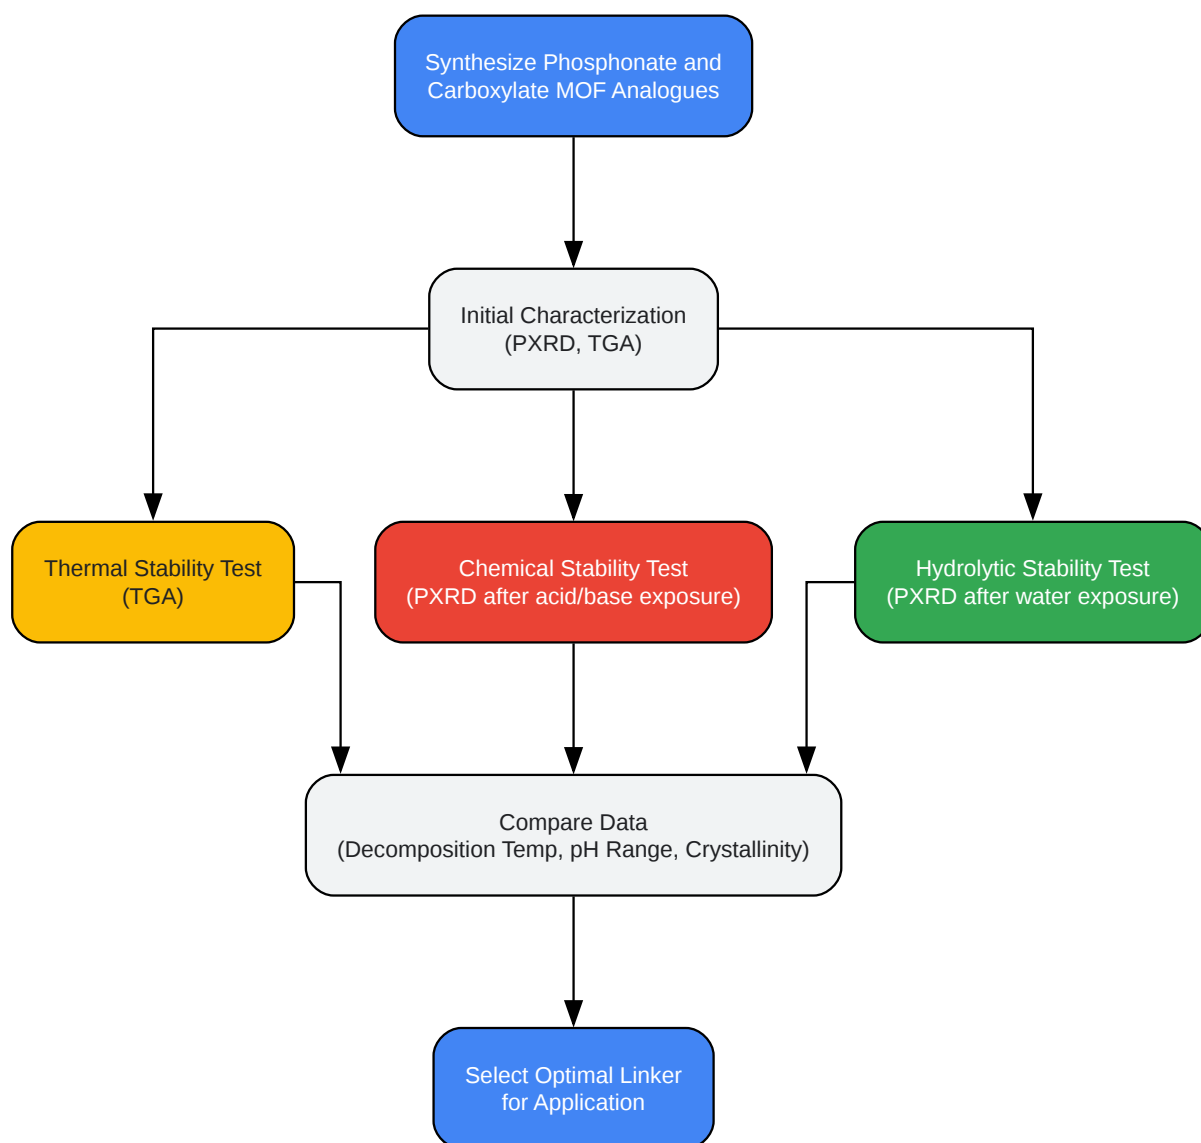 Synthesize Phosphonate and
Carboxylate MOF Analogues
Initial Characterization
(PXRD, TGA)
Thermal Stability Test
(TGA)
Chemical Stability Test
(PXRD after acid/base exposure)
Hydrolytic Stability Test
(PXRD after water exposure)
Compare Data
(Decomposition Temp, pH Range, Crystallinity)
Select Optimal Linker
for Application